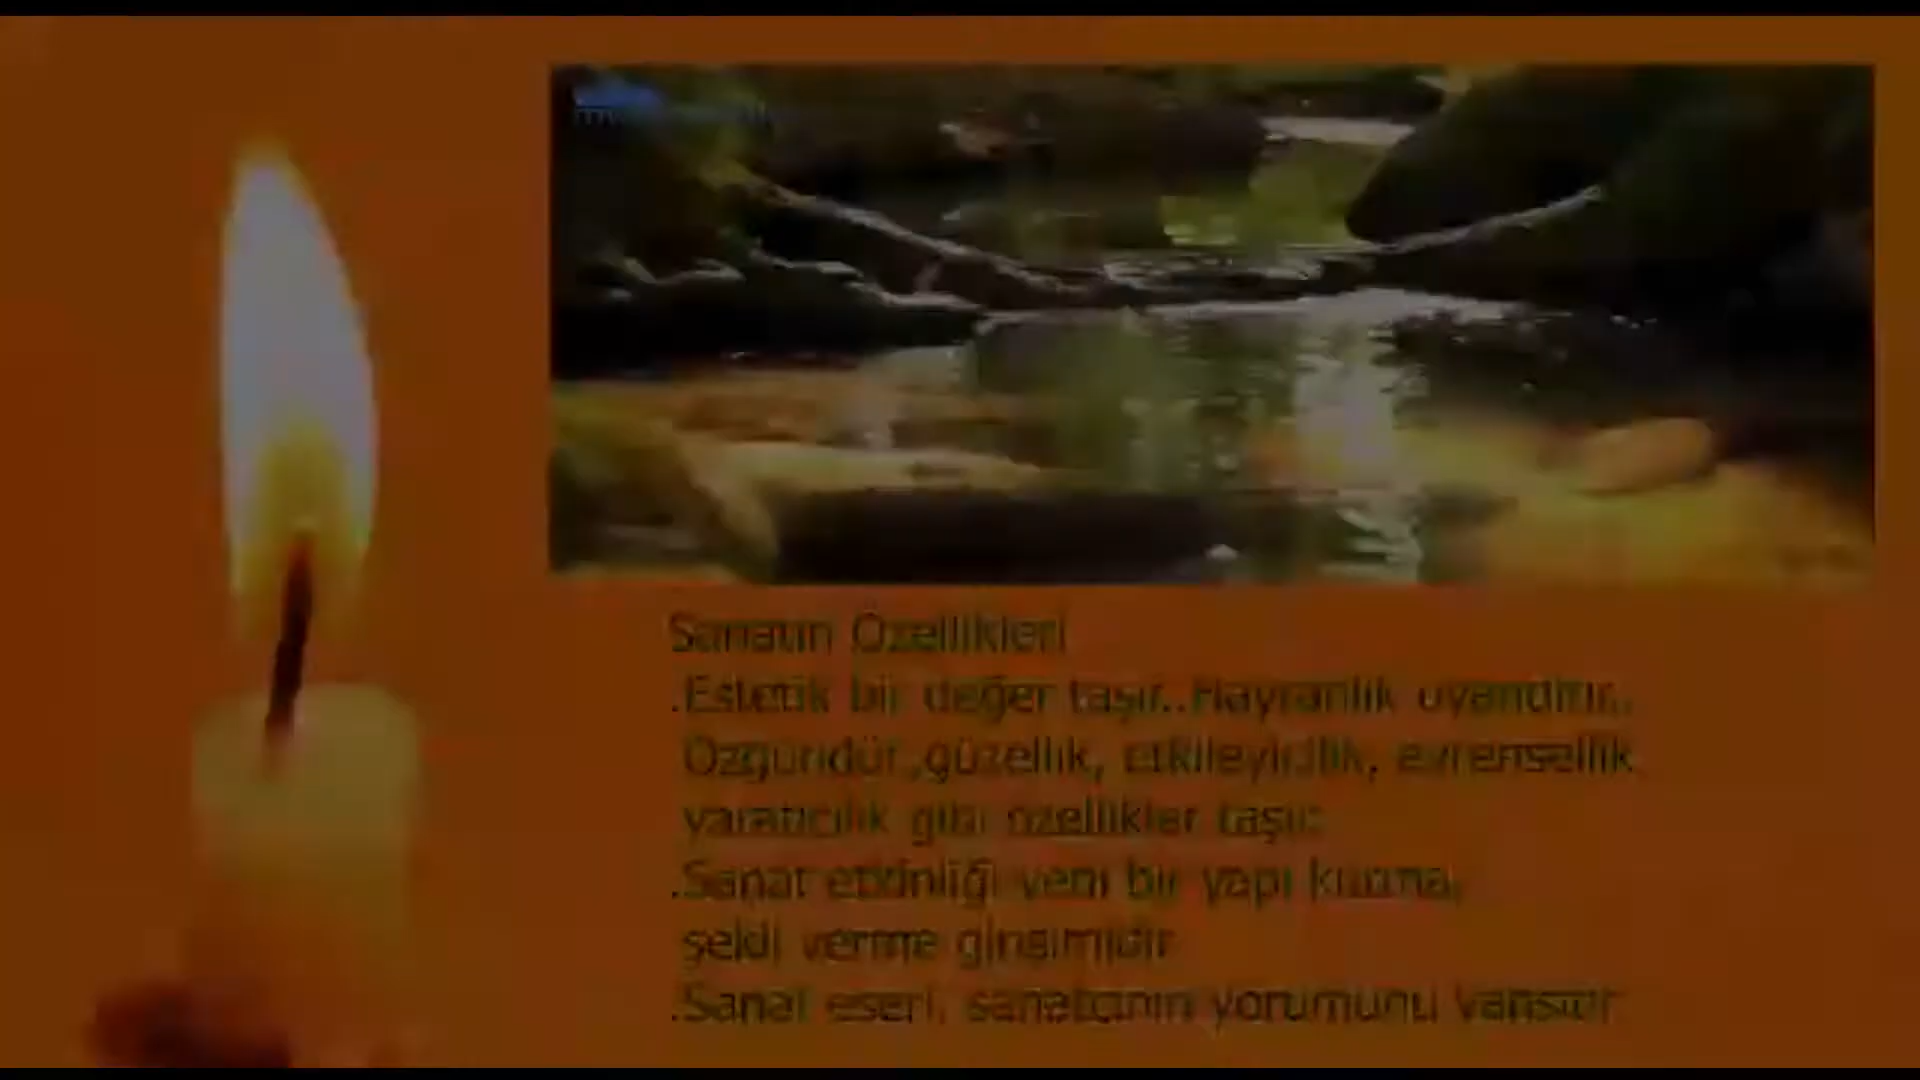 Sanatın Özellikleri
.Estetik bir değer taşır..Hayranlık uyandırır..
Özgündür.,güzellik, etkileyicilik, evrensellik
yaratıcılık gibi özellikler taşır.
.Sanat etkinliği yeni bir yapı kurma,
şekil verme girişimidir
.Sanat eseri, sanatçının yorumunu yansıtır